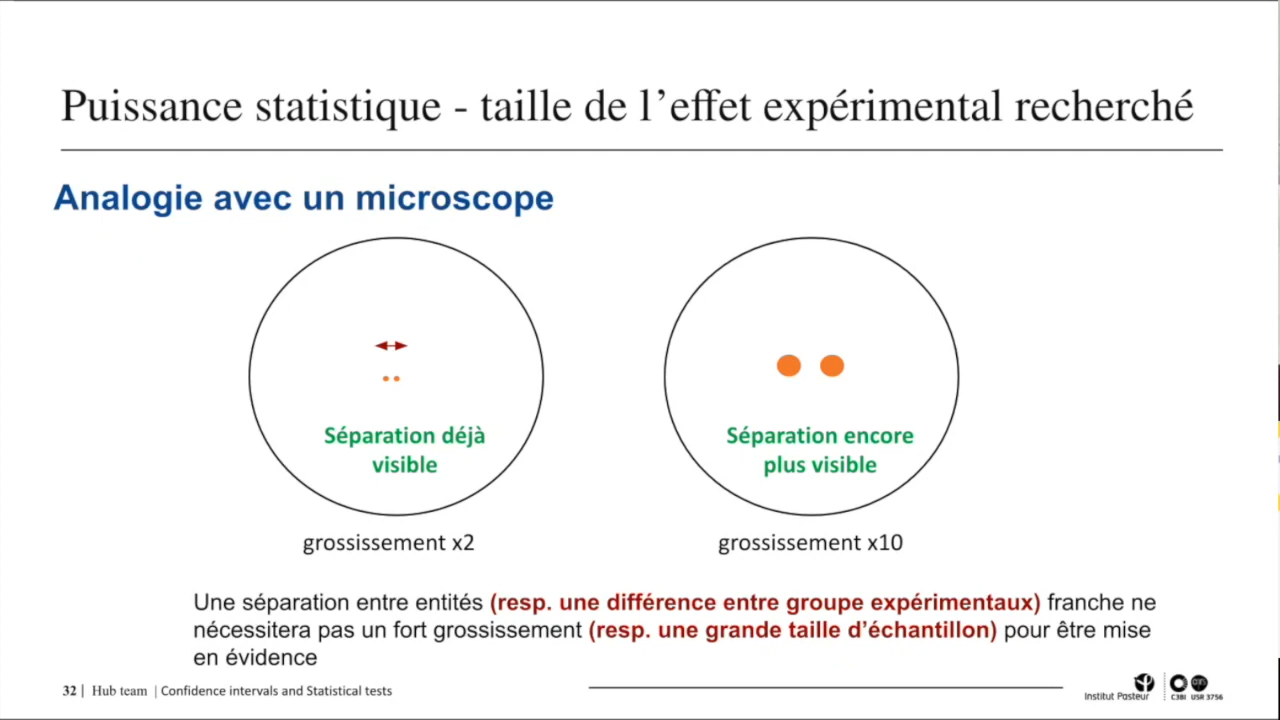 Puissance statistique - taille de l’effet expérimental recherché
Analogie avec un microscope
Séparation déjà
visible
Séparation encore
plus visible
grossissement x2
grossissement x10
Une séparation entre entités (resp. une différence entre groupe expérimentaux) franche ne
nécessitera pas un fort grossissement (resp. une grande taille d’échantillon) pour être mise
en évidence
32 | Hub team | Confidence intervals and Statistical tests
Institut Pasteur
C3BI USR 3756